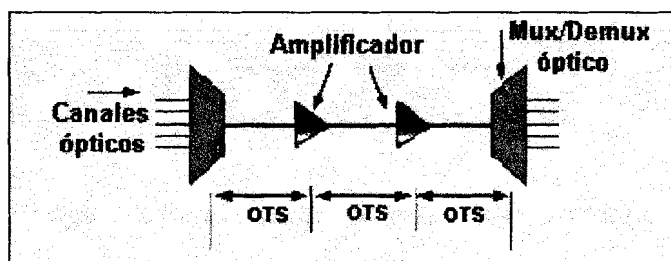 Amplificador
Mux/Demux
óptico
Canales
ópticos
OTS
OTS
OTS